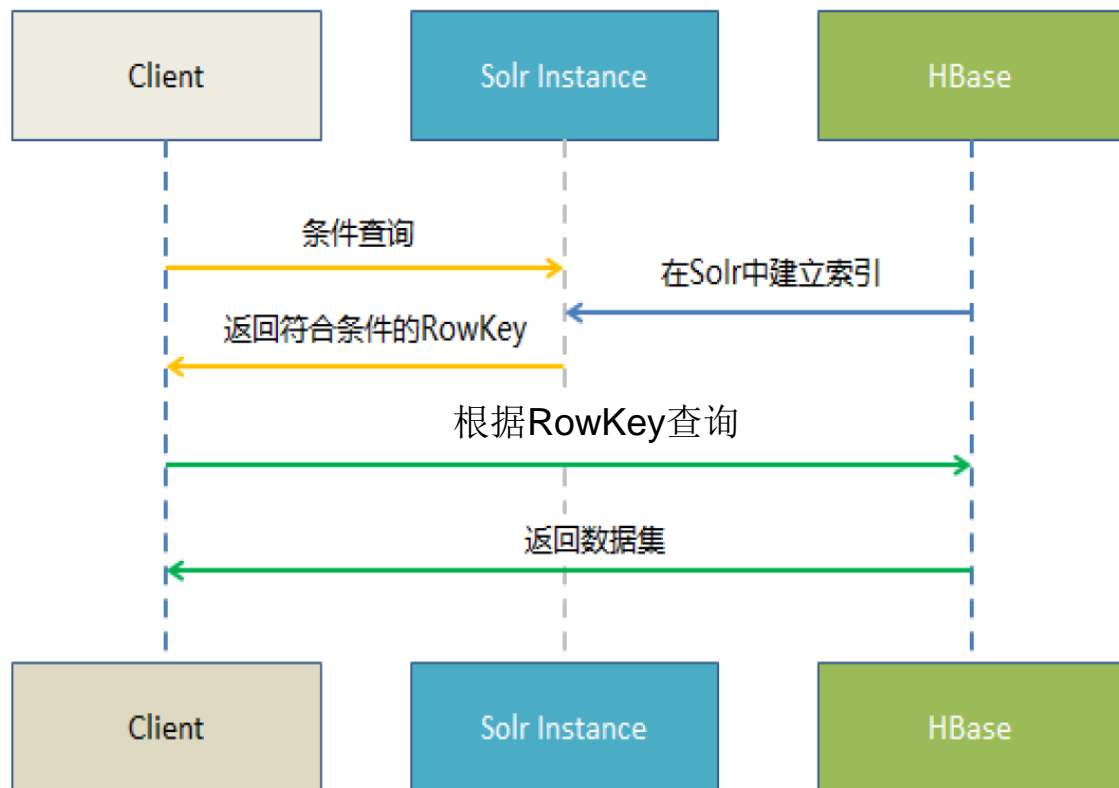 Client
Solr Instance
HBase
条件查询
在Solr中建立索引
返回符合条件的RowKey
根据RowKey查询
返回数据集
Client
Solr Instance
HBase